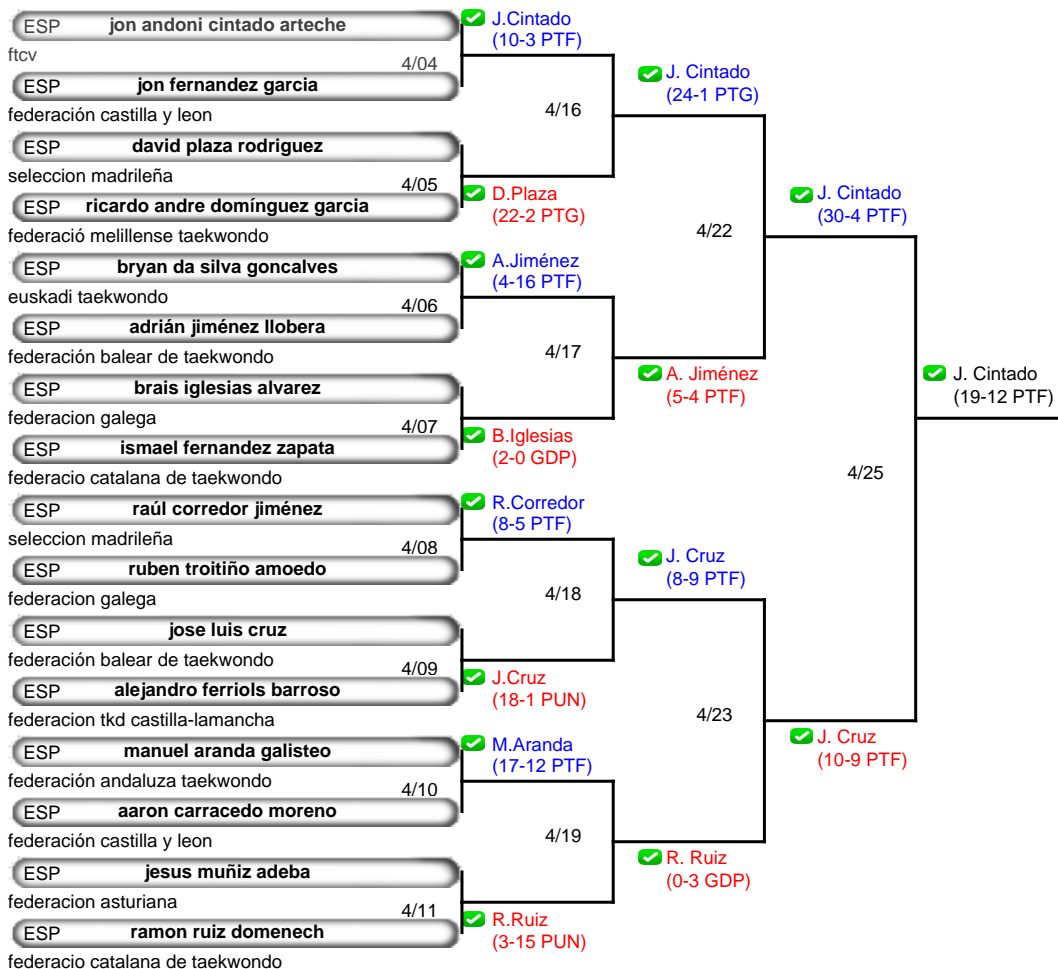 ESP jon andoni cintado arteche
ftcv
4/04
ESP jon fernandez garcia
federación castilla y leon
ESP david plaza rodriguez
seleccion madrileña
4/05
ESP ricardo andre domínguez garcia
federació melillense taekwondo
ESP bryan da silva goncalves
euskadi taekwondo
4/06
ESP adrián jiménez llobera
federación balear de taekwondo
ESP brais iglesias alvarez
federacion galega
4/07
ESP ismael fernandez zapata
federacio catalana de taekwondo
ESP raúl corredor jiménez
seleccion madrileña
4/08
ESP ruben troitiño amoedo
federacion galega
ESP jose luis cruz
federación balear de taekwondo
4/09
ESP alejandro ferriols barroso
federacion tkd castilla-lamancha
ESP manuel aranda galisteo
federación andaluza taekwondo
4/10
ESP aaron carracedo moreno
federación castilla y leon
ESP jesus muñiz adeba
federacion asturiana
4/11
ESP ramon ruiz domenech
federacio catalana de taekwondo
J.Cintado
(10-3 PTF)
4/16
D.Plaza
(22-2 PTG)
A.Jiménez
(4-16 PTF)
4/17
B.Iglesias
(2-0 GDP)
R.Corredor
(8-5 PTF)
4/18
J.Cruz
(18-1 PUN)
M.Aranda
(17-12 PTF)
4/19
R.Ruiz
(3-15 PUN)
J. Cintado
(24-1 PTG)
4/22
A. Jiménez
(5-4 PTF)
J. Cruz
(8-9 PTF)
4/23
R. Ruiz
(0-3 GDP)
J. Cintado
(30-4 PTF)
4/25
J. Cruz
(10-9 PTF)
J. Cintado
(19-12 PTF)